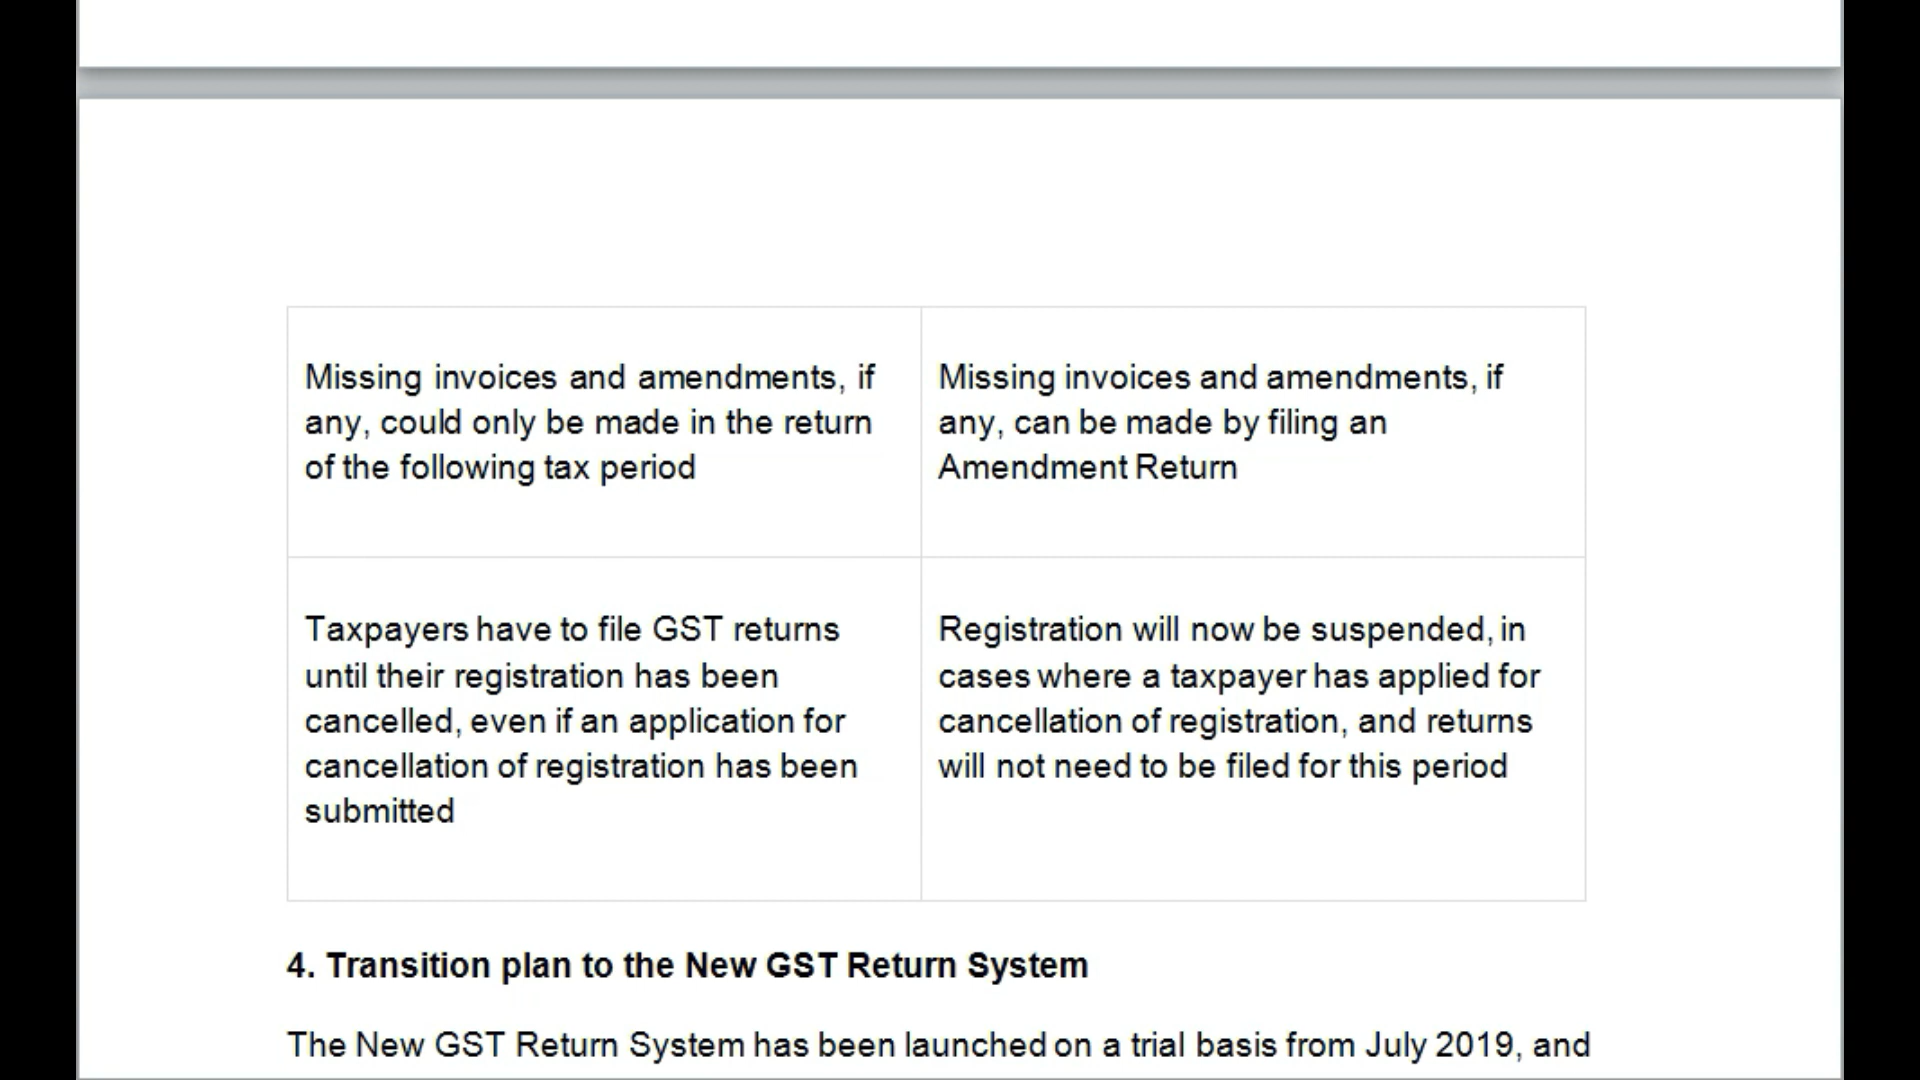 Missing invoices and amendments, if
any, could only be made in the return
of the following tax period
Missing invoices and amendments, if
any, can be made by filing an
Amendment Return
Taxpayers have to file GST returns
until their registration has been
cancelled, even if an application for
cancellation of registration has been
submitted
Registration will now be suspended, in
cases where a taxpayer has applied for
cancellation of registration, and returns
will not need to be filed for this period
4. Transition plan to the New GST Return System
The New GST Return System has been launched on a trial basis from July 2019, and